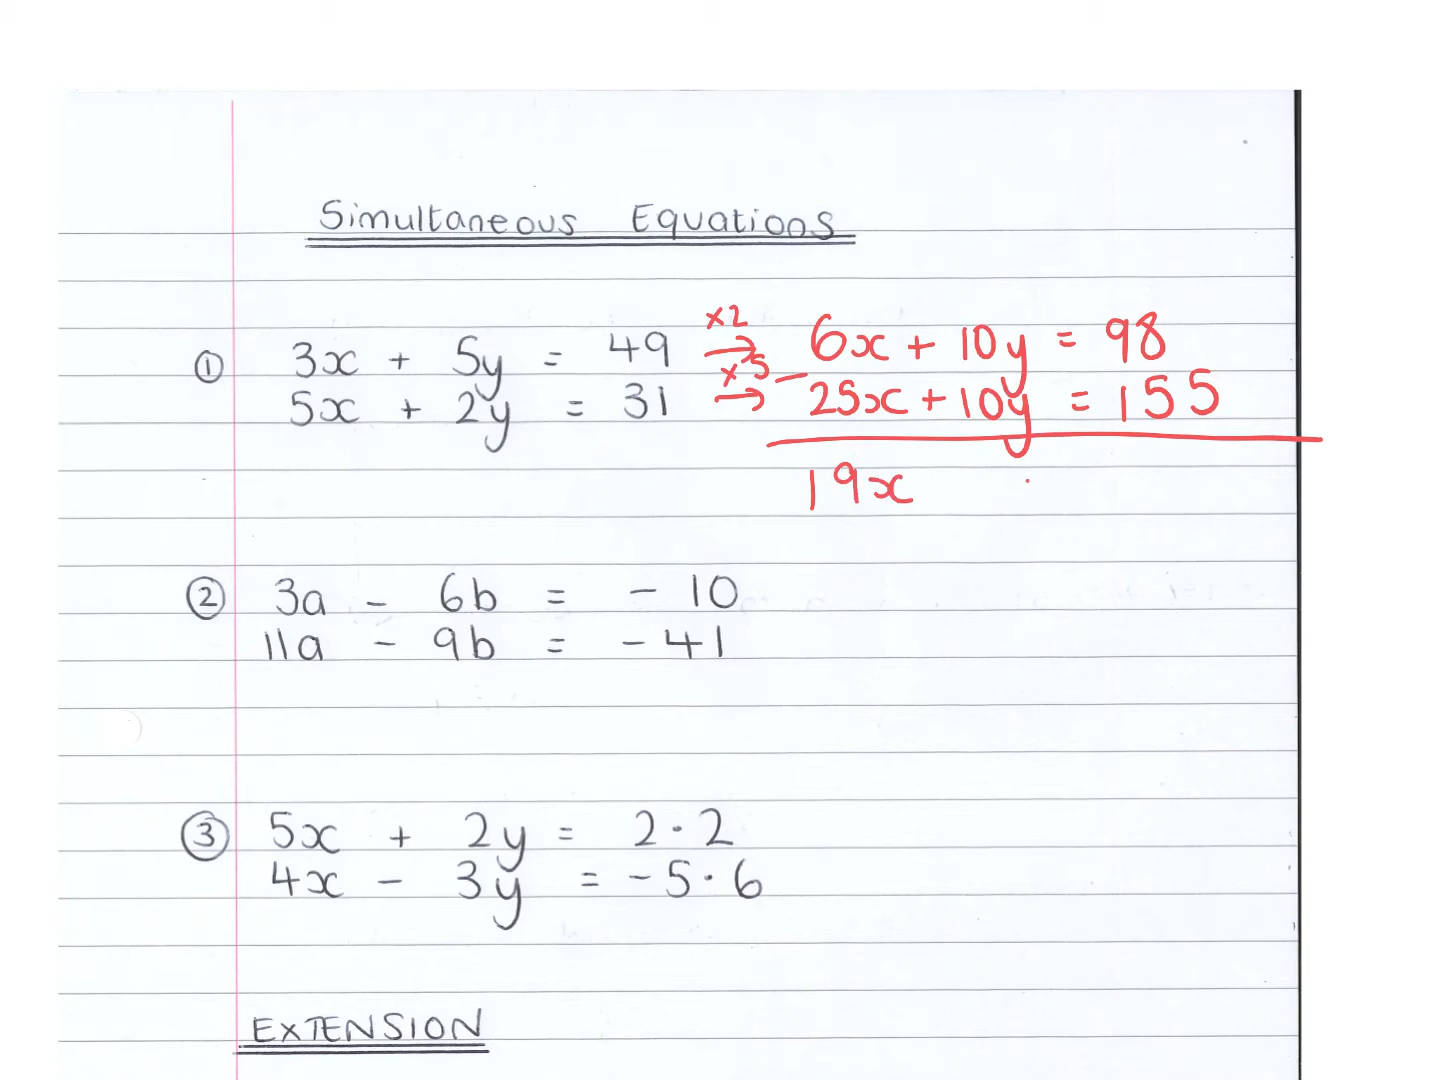 Simultaneous Equations
① 3x + 5y = 49 ×2→ 6x + 10y = 98
5x + 2y = 31 ×5→ − 25x + 10y = 155
19x
② 3a - 6b = - 10
11a - 9b = - 41
③ 5x + 2y = 2·2
4x - 3y = -5·6
EXTENSION